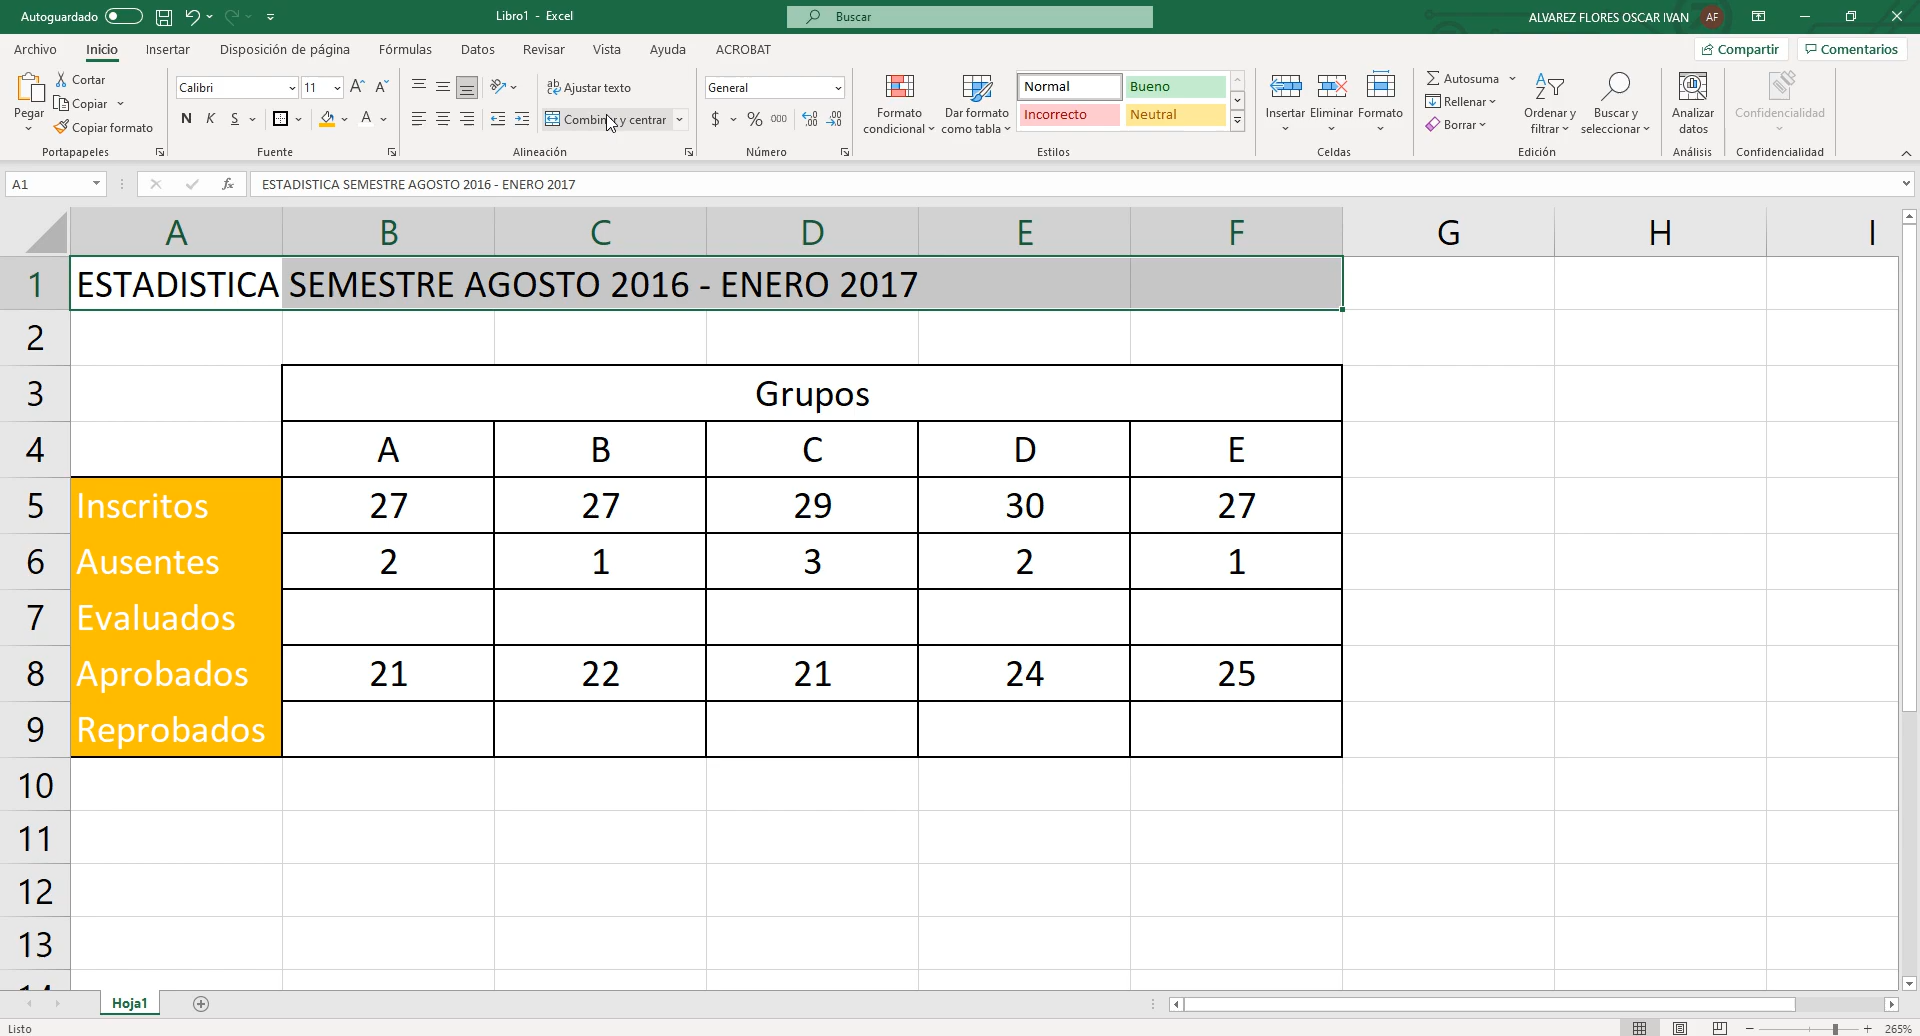 Autoguardado
Libro1 - Excel
Buscar
ALVAREZ FLORES OSCAR IVAN AF
Archivo Inicio Insertar Disposición de página Fórmulas Datos Revisar Vista Ayuda ACROBAT
Compartir Comentarios
Pegar
Cortar
Copiar
Copiar formato
Portapapeles
Calibri 11
N K S
Fuente
Ajustar texto
Combinar y centrar
Alineación
General
$ % 000
Número
Formato condicional
Dar formato como tabla
Normal Bueno
Incorrecto Neutral
Estilos
Insertar Eliminar Formato
Celdas
Autosuma
Rellenar
Borrar
Ordenar y filtrar
Buscar y seleccionar
Edición
Analizar datos
Análisis
Confidencialidad
Confidencialidad
A1 fx ESTADISTICA SEMESTRE AGOSTO 2016 - ENERO 2017
A B C D E F G H I
1 ESTADISTICA SEMESTRE AGOSTO 2016 - ENERO 2017
2
3 Grupos
4 A B C D E
5 Inscritos 27 27 29 30 27
6 Ausentes 2 1 3 2 1
7 Evaluados
8 Aprobados 21 22 21 24 25
9 Reprobados
10
11
12
13
Hoja1
Listo
265%